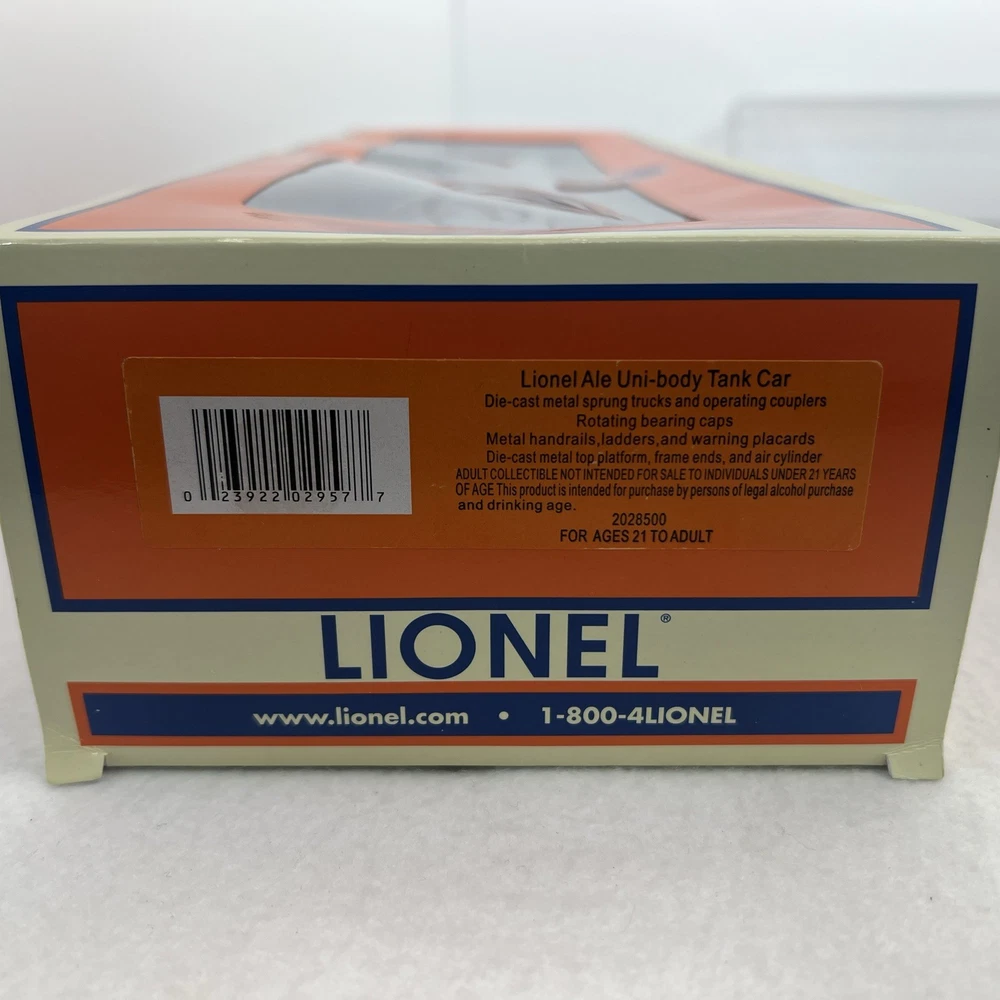 Lionel Ale Uni-body Tank Car
Die-cast metal sprung trucks and operating couplers
Rotating bearing caps
Metal handrails,ladders,and warning placards
Die-cast metal top platform, frame ends, and air cylinder
ADULT COLLECTIBLE NOT INTENDED FOR SALE TO INDIVIDUALS UNDER 21 YEARS
OF AGE This product is intended for purchase by persons of legal alcohol purchase
and drinking age.
2028500
FOR AGES 21 TO ADULT
0 23922 02957 7
LIONEL®
www.lionel.com • 1-800-4LIONEL